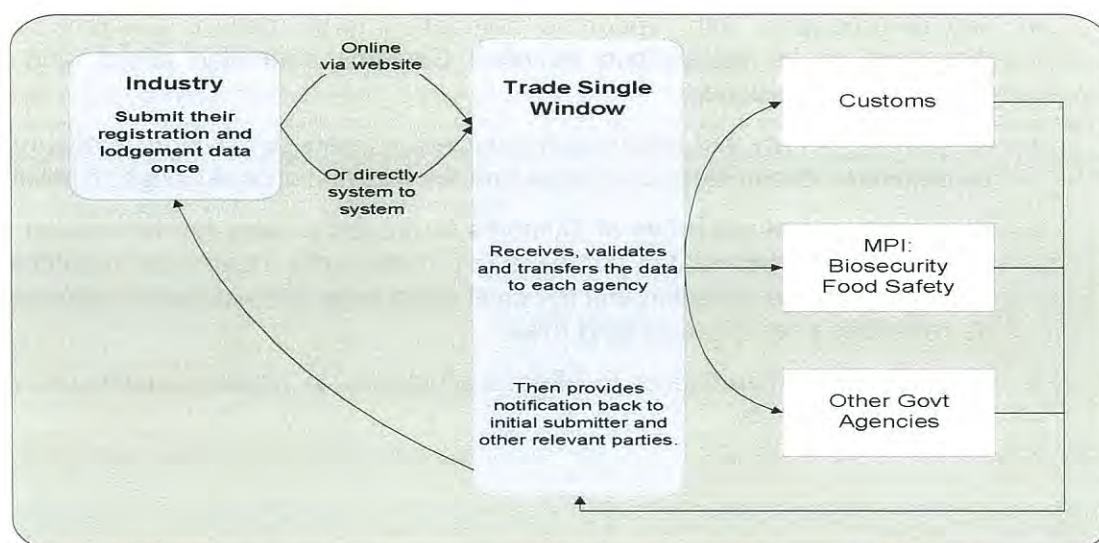 Industry
Submit their
registration and
lodgement data
once
Online
via website
Or directly
system to
system
Trade Single
Window
Receives, validates
and transfers the data
to each agency
Then provides
notification back to
initial submitter and
other relevant parties.
Customs
MPI:
Biosecurity
Food Safety
Other Govt
Agencies